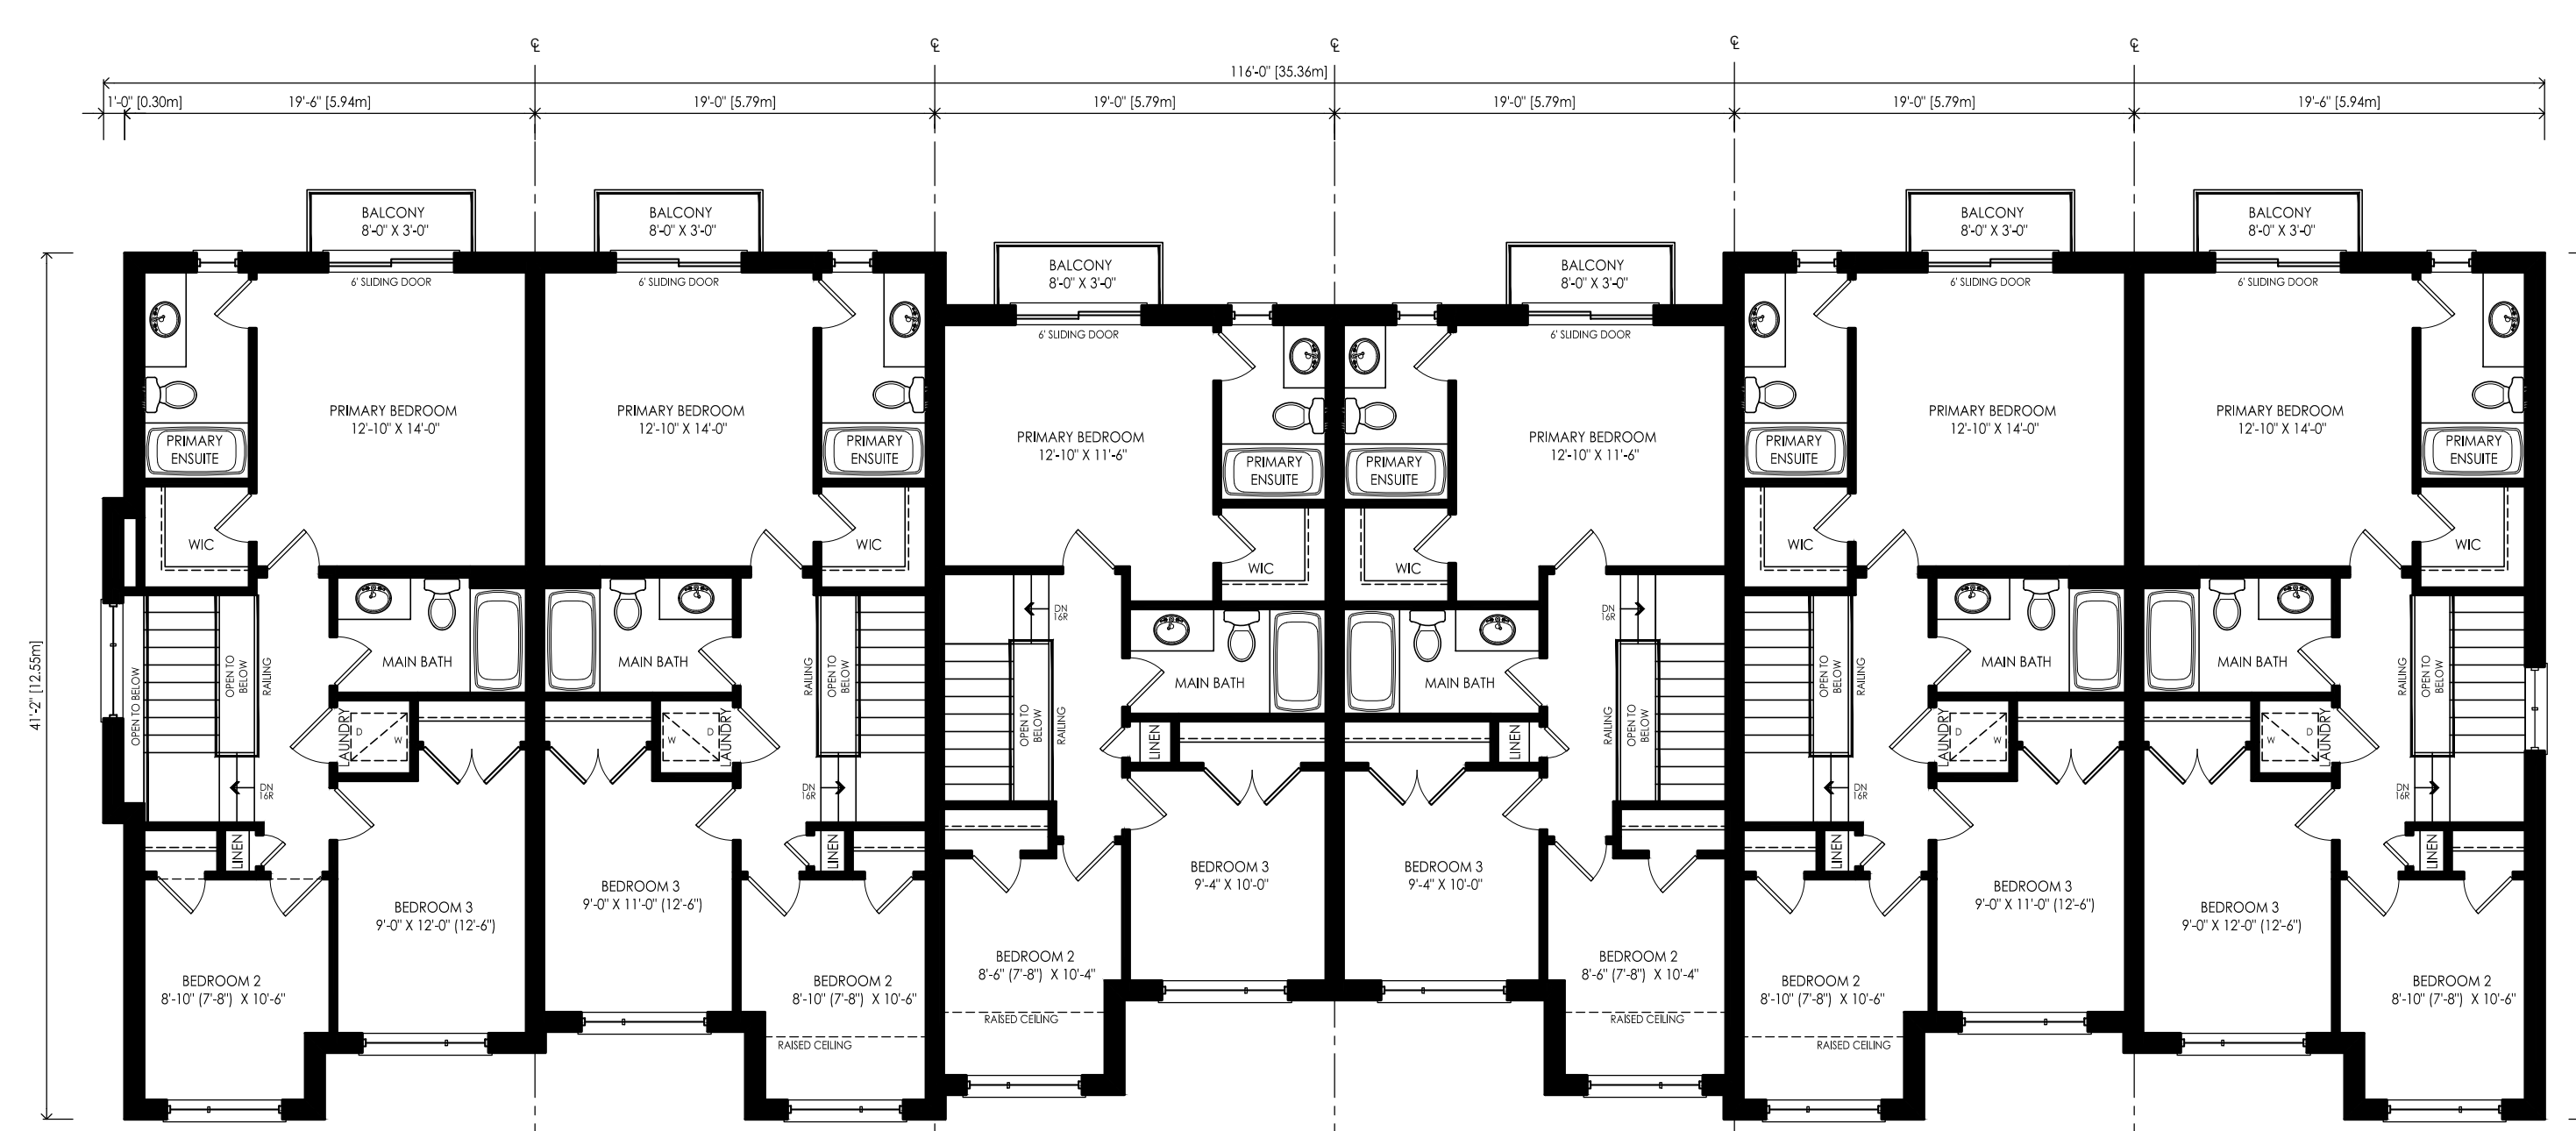 ℄ ℄ ℄ ℄ ℄
116'-0" [35.36m]
1'-0" [0.30m] 19'-6" [5.94m] 19'-0" [5.79m] 19'-0" [5.79m] 19'-0" [5.79m] 19'-0" [5.79m] 19'-6" [5.94m]
41'-2" [12.55m]
BALCONY
8'-0" X 3'-0"
6' SLIDING DOOR
PRIMARY BEDROOM
12'-10" X 14'-0"
PRIMARY
ENSUITE
WIC
OPEN TO BELOW
OPEN TO
BELOW
RAILING
DN
16R
MAIN BATH
LAUNDRY
D
W
LINEN
BEDROOM 3
9'-0" X 12'-0" (12'-6")
BEDROOM 2
8'-10" (7'-8") X 10'-6"
BALCONY
8'-0" X 3'-0"
6' SLIDING DOOR
PRIMARY BEDROOM
12'-10" X 14'-0"
PRIMARY
ENSUITE
WIC
MAIN BATH
RAILING
OPEN TO
BELOW
W
D
LAUNDRY
DN
16R
LINEN
BEDROOM 3
9'-0" X 11'-0" (12'-6")
BEDROOM 2
8'-10" (7'-8") X 10'-6"
RAISED CEILING
BALCONY
8'-0" X 3'-0"
6' SLIDING DOOR
PRIMARY BEDROOM
12'-10" X 11'-6"
PRIMARY
ENSUITE
WIC
DN
16R
OPEN TO
BELOW
RAILING
MAIN BATH
LINEN
BEDROOM 3
9'-4" X 10'-0"
BEDROOM 2
8'-6" (7'-8") X 10'-4"
RAISED CEILING
BALCONY
8'-0" X 3'-0"
6' SLIDING DOOR
PRIMARY BEDROOM
12'-10" X 11'-6"
PRIMARY
ENSUITE
WIC
DN
16R
MAIN BATH
RAILING
OPEN TO
BELOW
LINEN
BEDROOM 3
9'-4" X 10'-0"
BEDROOM 2
8'-6" (7'-8") X 10'-4"
RAISED CEILING
BALCONY
8'-0" X 3'-0"
6' SLIDING DOOR
PRIMARY BEDROOM
12'-10" X 14'-0"
PRIMARY
ENSUITE
WIC
OPEN TO
BELOW
RAILING
MAIN BATH
LAUNDRY
D
W
DN
16R
LINEN
BEDROOM 3
9'-0" X 11'-0" (12'-6")
BEDROOM 2
8'-10" (7'-8") X 10'-6"
RAISED CEILING
BALCONY
8'-0" X 3'-0"
6' SLIDING DOOR
PRIMARY BEDROOM
12'-10" X 14'-0"
PRIMARY
ENSUITE
WIC
MAIN BATH
RAILING
OPEN TO
BELOW
W
D
LAUNDRY
DN
16R
LINEN
BEDROOM 3
9'-0" X 12'-0" (12'-6")
BEDROOM 2
8'-10" (7'-8") X 10'-6"